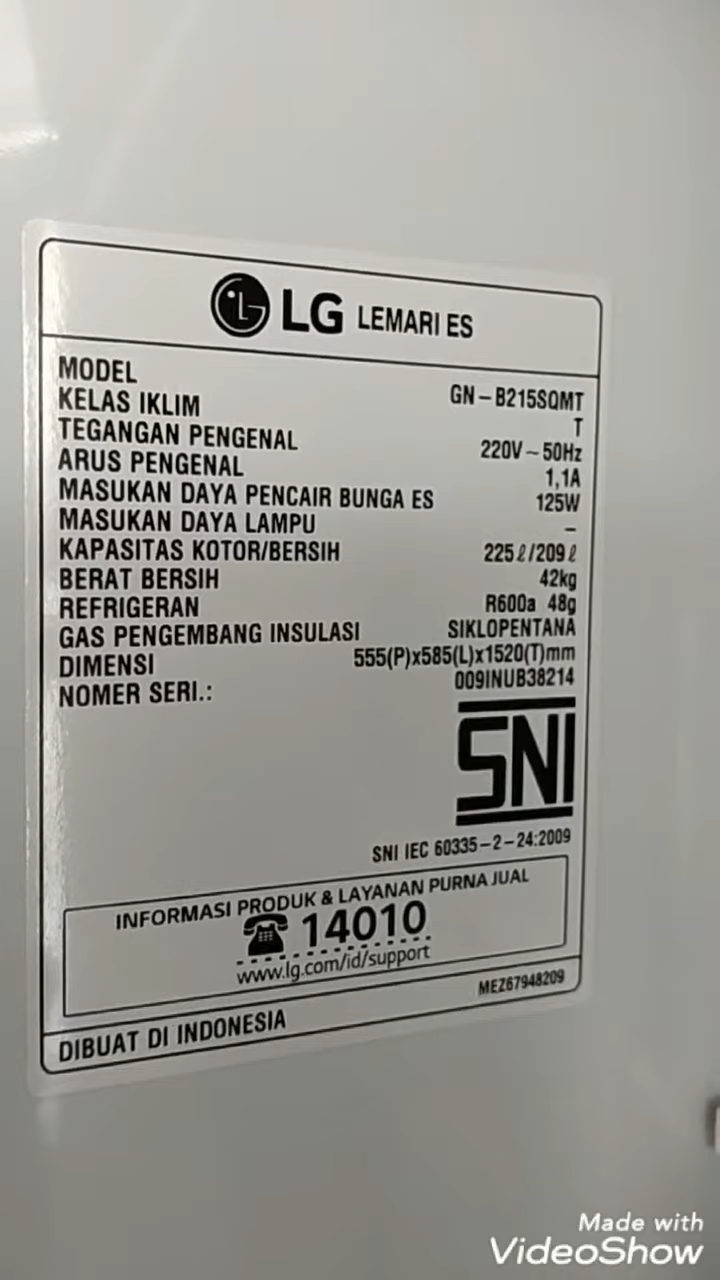 LG LEMARI ES
MODEL GN-B215SQMT
KELAS IKLIM T
TEGANGAN PENGENAL 220V~50Hz
ARUS PENGENAL 1,1A
MASUKAN DAYA PENCAIR BUNGA ES 125W
MASUKAN DAYA LAMPU -
KAPASITAS KOTOR/BERSIH 225ℓ/209ℓ
BERAT BERSIH 42kg
REFRIGERAN R600a 48g
GAS PENGEMBANG INSULASI SIKLOPENTANA
DIMENSI 555(P)x585(L)x1520(T)mm
NOMER SERI.: 009INUB38214
SNI
SNI IEC 60335-2-24:2009
INFORMASI PRODUK & LAYANAN PURNA JUAL
14010
www.lg.com/id/support
MEZ67948209
DIBUAT DI INDONESIA
Made with
VideoShow